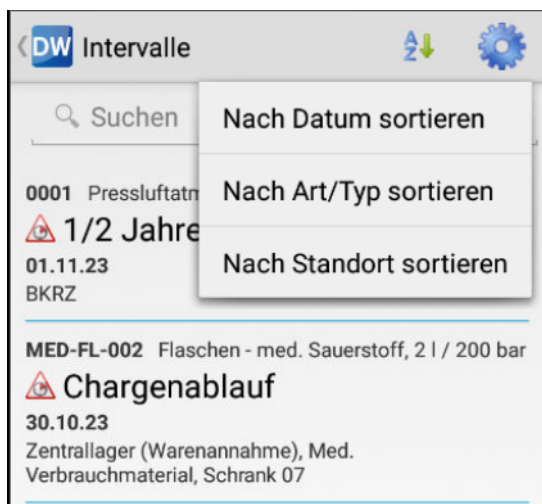 DW Intervalle
Suchen
Nach Datum sortieren
Nach Art/Typ sortieren
Nach Standort sortieren
0001
1/2 Jahre
01.11.23
BKRZ
MED-FL-002 Flaschen - med. Sauerstoff, 2 l / 200 bar
Chargenablauf
30.10.23
Zentrallager (Warenannahme), Med.
Verbrauchmaterial, Schrank 07